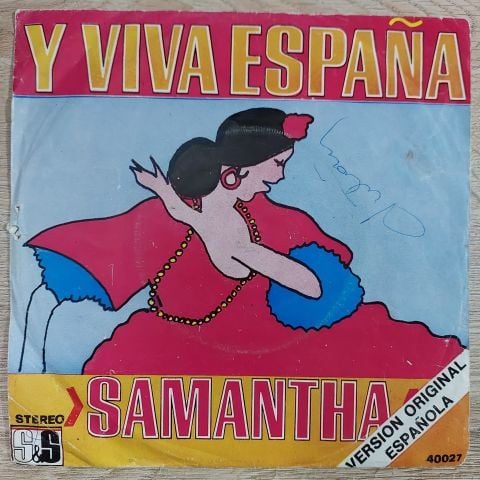 Y VIVA ESPAÑA
SAMANTHA
STEREO
S&S
VERSION ORIGINAL
ESPAÑOLA
40027